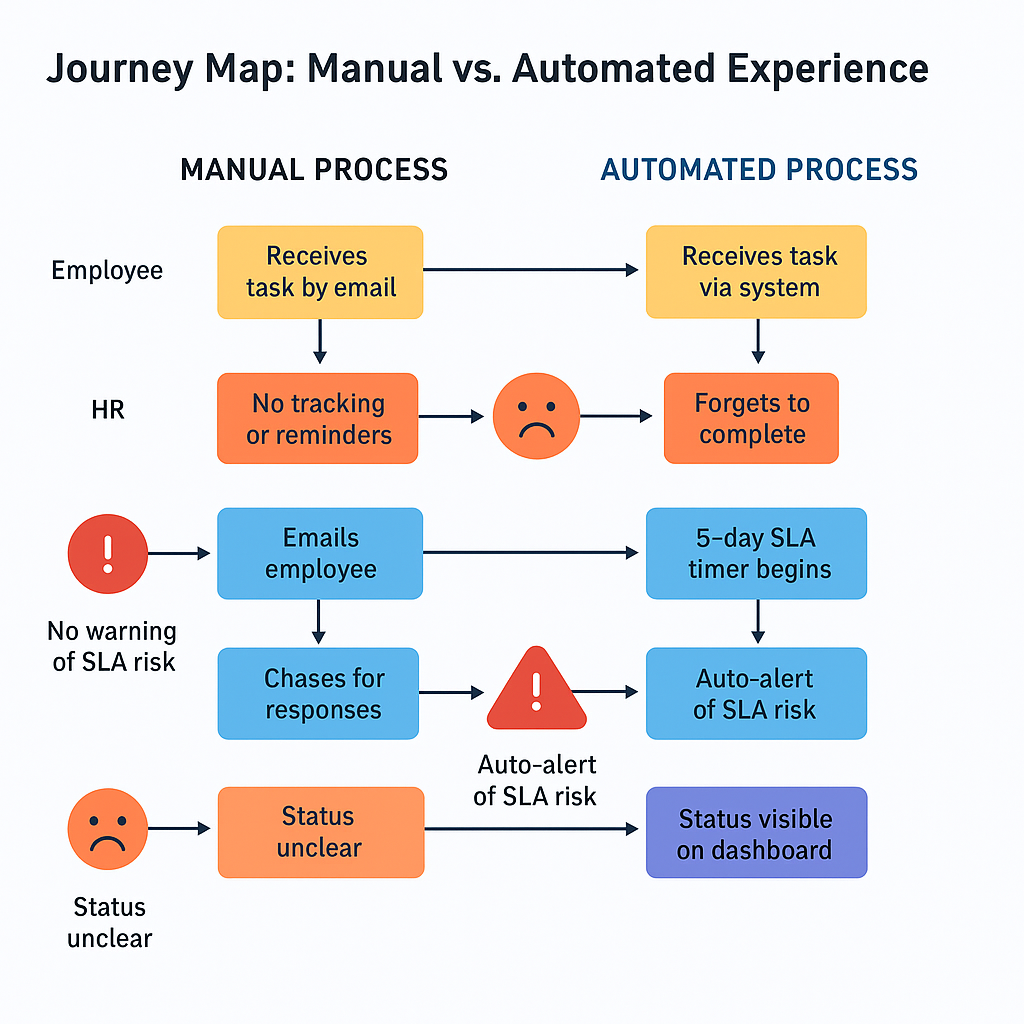 Journey Map: Manual vs. Automated Experience
MANUAL PROCESS
AUTOMATED PROCESS
Employee
Receives
task by email
Receives task
via system
HR
No tracking
or reminders
Forgets to
complete
!
No warning
of SLA risk
Emails
employee
5-day SLA
timer begins
Chases for
responses
!
Auto-alert
of SLA risk
Auto-alert
of SLA risk
Status
unclear
Status
unclear
Status visible
on dashboard